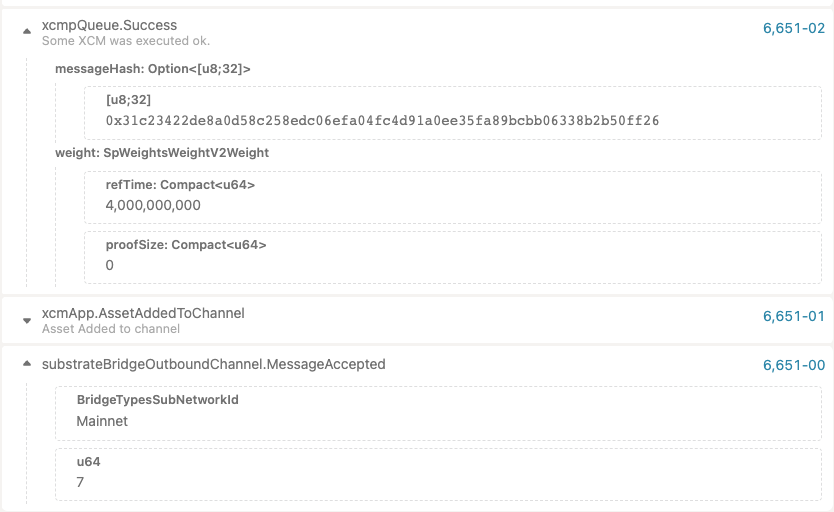 xcmpQueue.Success
6,651-02
Some XCM was executed ok.
messageHash: Option<[u8;32]>
[u8;32]
0x31c23422de8a0d58c258edc06efa04fc4d91a0ee35fa89bcbb06338b2b50ff26
weight: SpWeightsWeightV2Weight
refTime: Compact<u64>
4,000,000,000
proofSize: Compact<u64>
0
xcmApp.AssetAddedToChannel
6,651-01
Asset Added to channel
substrateBridgeOutboundChannel.MessageAccepted
6,651-00
BridgeTypesSubNetworkId
Mainnet
u64
7